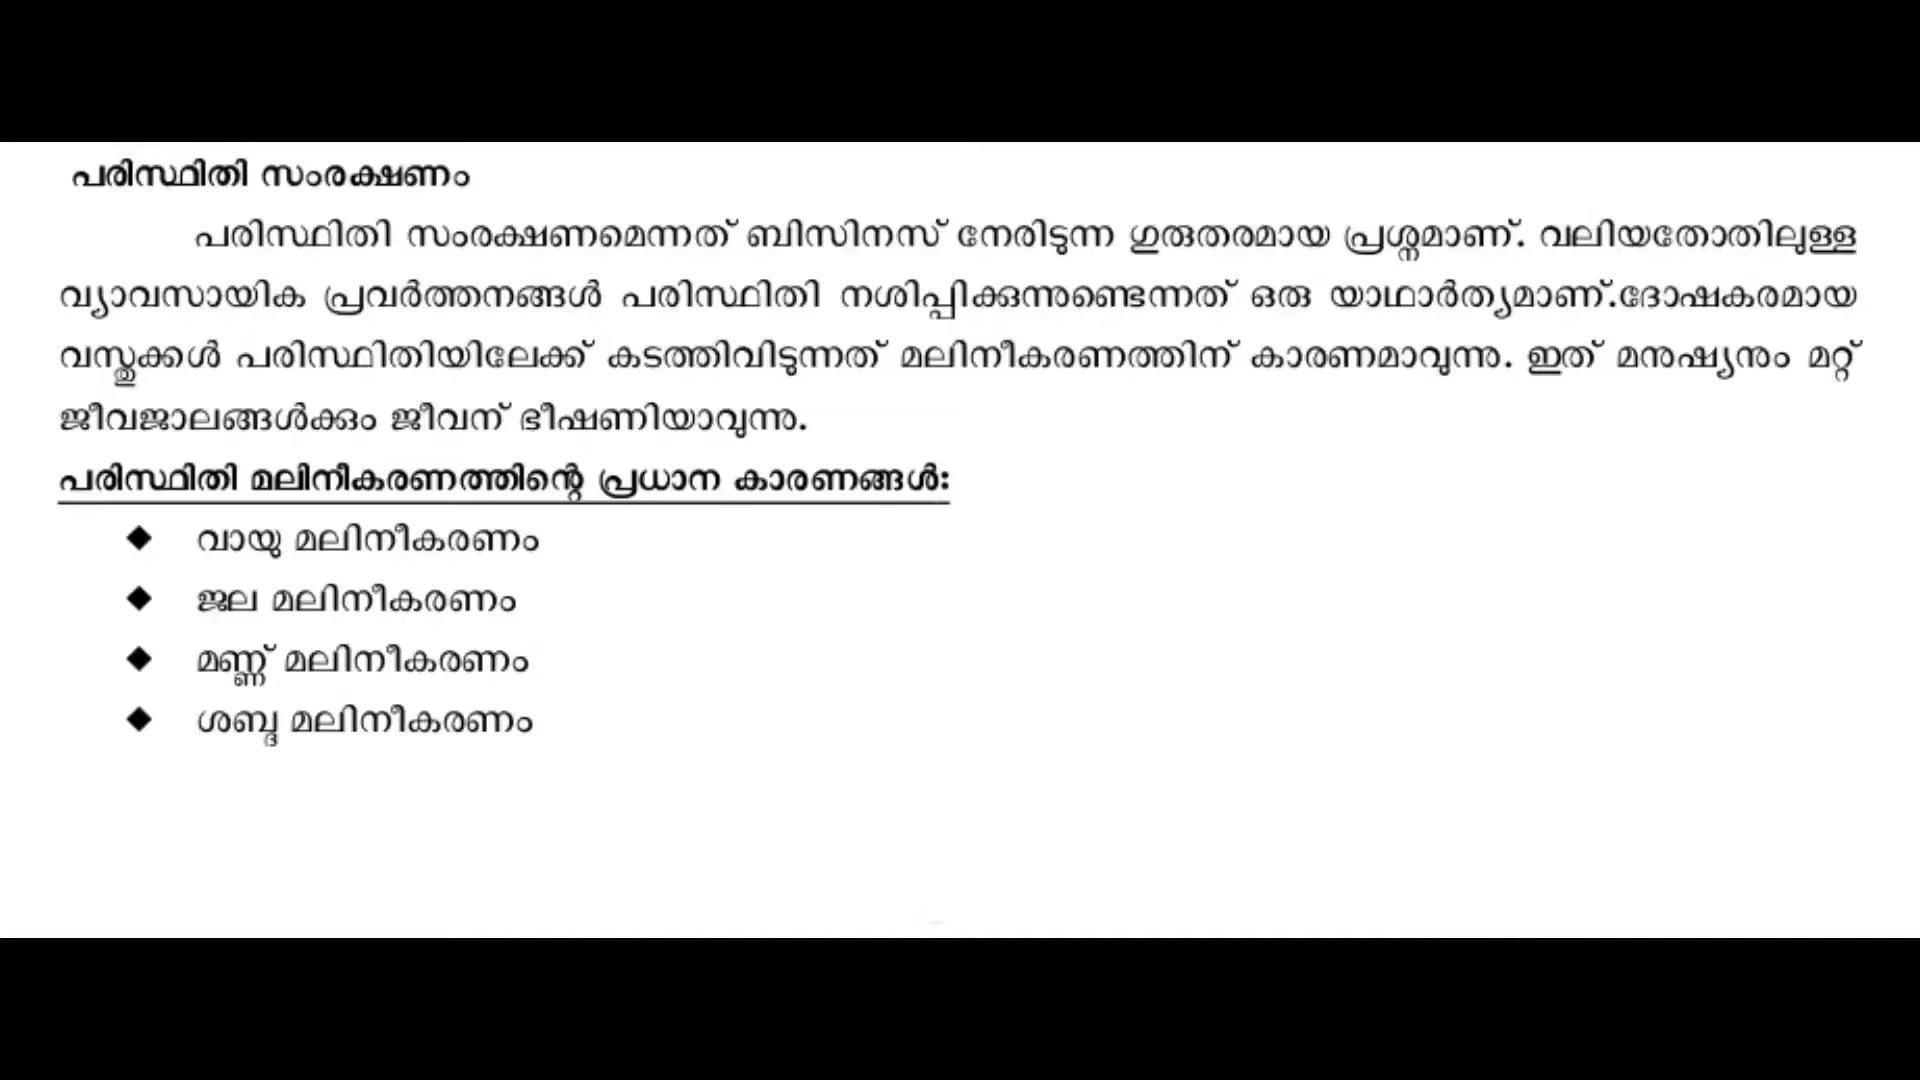 പരിസ്ഥിതി സംരക്ഷണം
പരിസ്ഥിതി സംരക്ഷണമെന്നത് ബിസിനസ് നേരിടുന്ന ഗുരുതരമായ പ്രശ്നമാണ്. വലിയതോതിലുള്ള
വ്യാവസായിക പ്രവർത്തനങ്ങൾ പരിസ്ഥിതി നശിപ്പിക്കുന്നുണ്ടെന്നത് ഒരു യാഥാർത്യമാണ്.ദോഷകരമായ
വസ്തുക്കൾ പരിസ്ഥിതിയിലേക്ക് കടത്തിവിടുന്നത് മലിനീകരണത്തിന് കാരണമാവുന്നു. ഇത് മനുഷ്യനും മറ്റ്
ജീവജാലങ്ങൾക്കും ജീവന് ഭീഷണിയാവുന്നു.
പരിസ്ഥിതി മലിനീകരണത്തിന്റെ പ്രധാന കാരണങ്ങൾ:
◆ വായു മലിനീകരണം
◆ ജല മലിനീകരണം
◆ മണ്ണ് മലിനീകരണം
◆ ശബ്ദ മലിനീകരണം